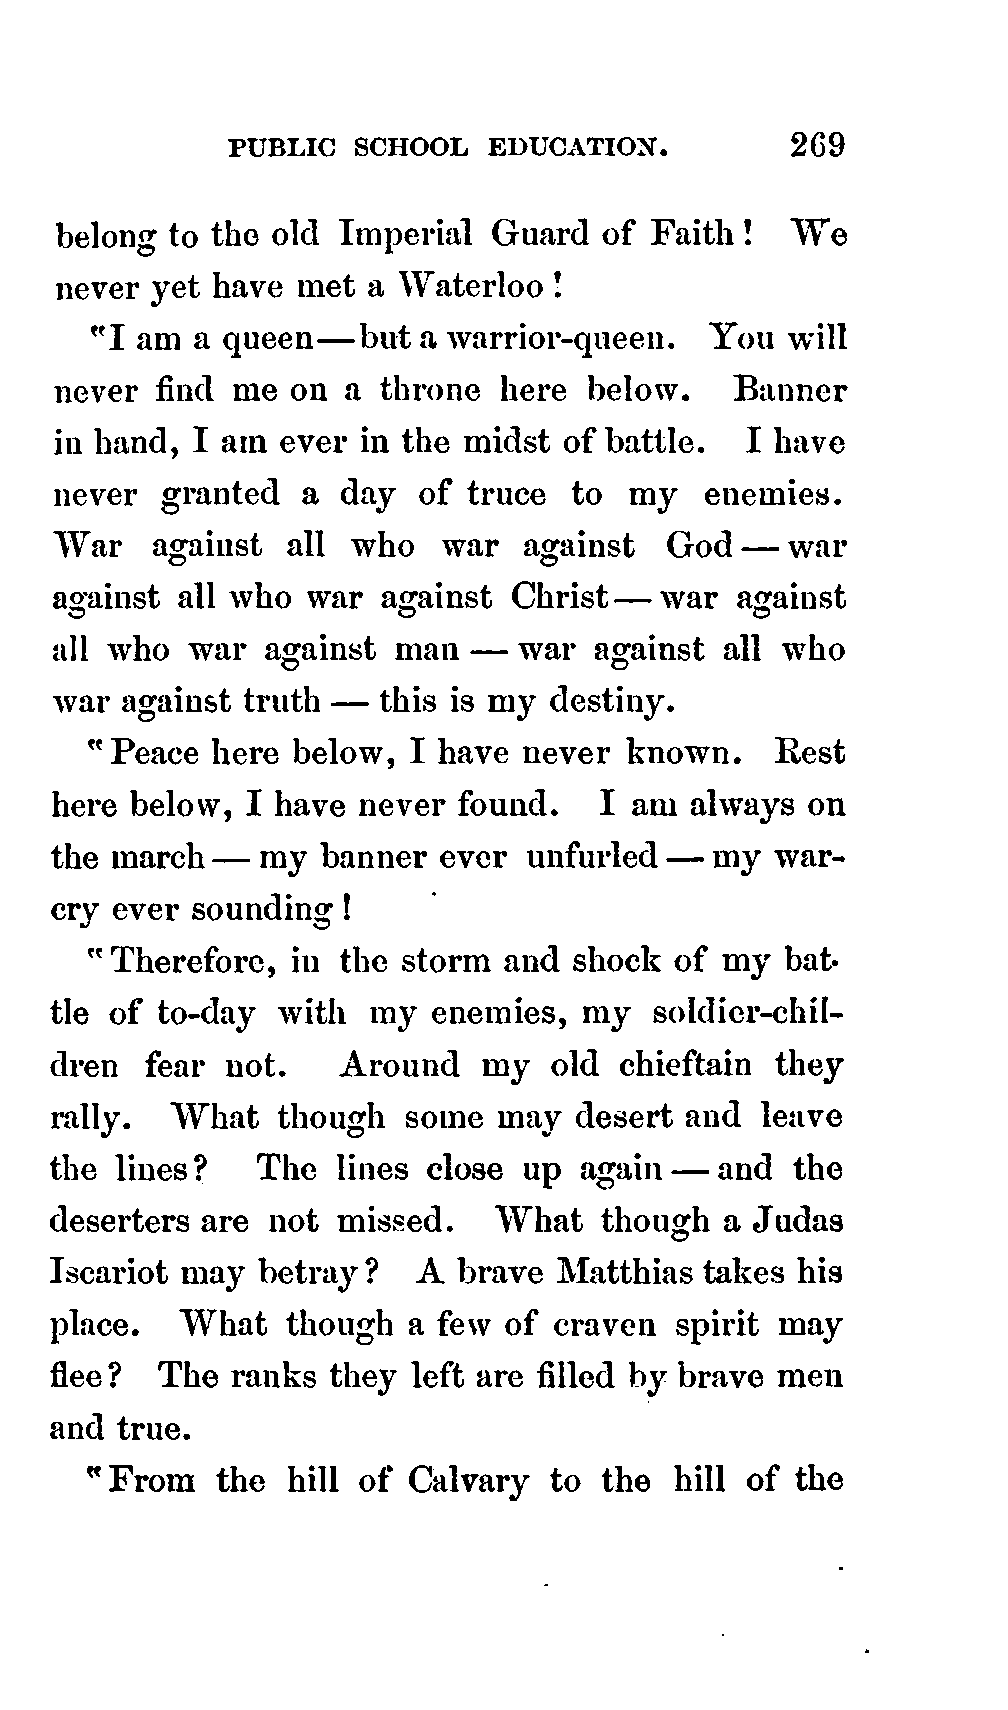 PUBLIC SCHOOL EDUCATION. 269
belong to the old Imperial Guard of Faith! We
never yet have met a Waterloo!
"I am a queen—but a warrior-queen. You will
never find me on a throne here below. Banner
in hand, I am ever in the midst of battle. I have
never granted a day of truce to my enemies.
War against all who war against God — war
against all who war against Christ — war against
all who war against man — war against all who
war against truth — this is my destiny.
"Peace here below, I have never known. Rest
here below, I have never found. I am always on
the march — my banner ever unfurled — my war-
cry ever sounding!
"Therefore, in the storm and shock of my bat-
tle of to-day with my enemies, my soldier-chil-
dren fear not. Around my old chieftain they
rally. What though some may desert and leave
the lines? The lines close up again — and the
deserters are not missed. What though a Judas
Iscariot may betray? A brave Matthias takes his
place. What though a few of craven spirit may
flee? The ranks they left are filled by brave men
and true.
"From the hill of Calvary to the hill of the